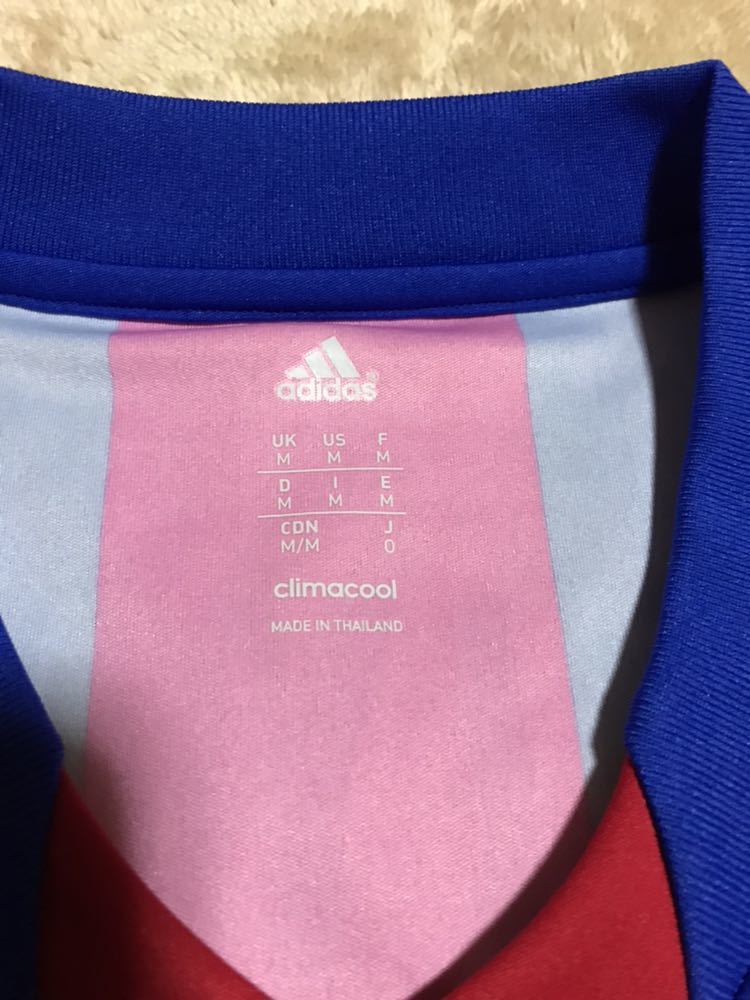 adidas®
UK US F
M M M
D I E
M M M
CDN J
M/M O
climacool
MADE IN THAILAND